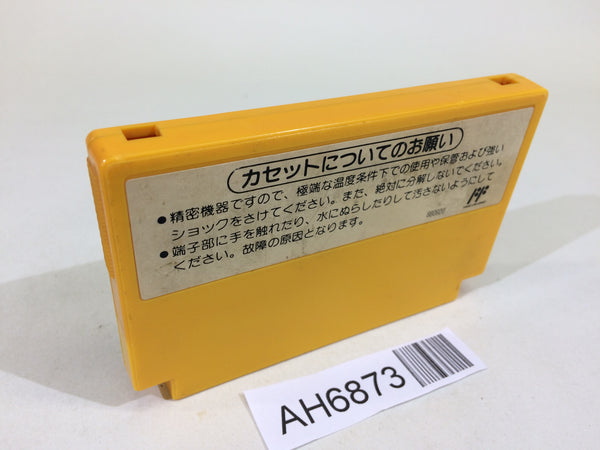 カセットについてのお願い
●精密機器ですので、極端な温度条件下での使用や保管および強い
ショックをさけてください。また、絶対に分解しないでください。
●端子部に手を触れたり、水にぬらしたりして汚さないようにして
ください。故障の原因となります。
AH6873